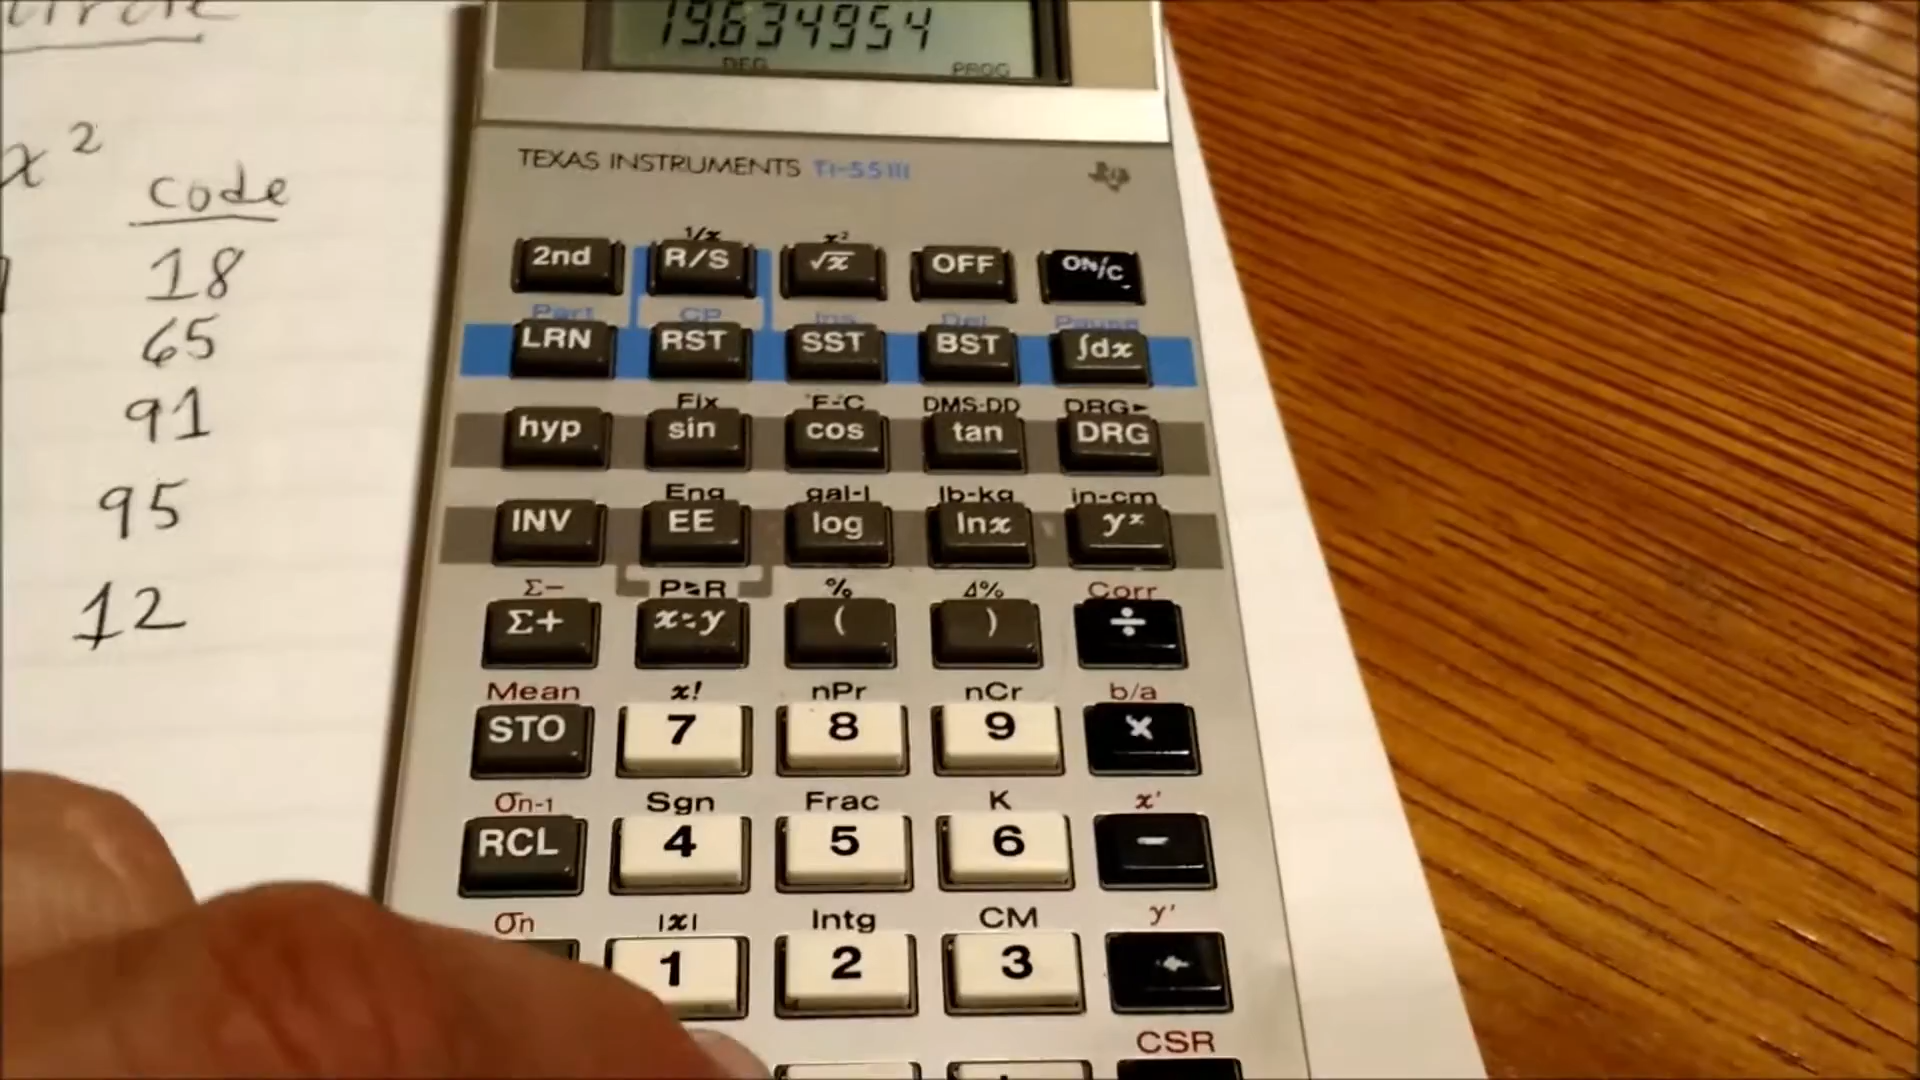 circle
19.634954
DEG PROG
x²
code
18
65
91
95
12
TEXAS INSTRUMENTS TI-55III
1/x x²
2nd R/S √x OFF ON/C
Part CP Ins Del Pause
LRN RST SST BST ∫dx
Fix °F-°C DMS-DD DRG►
hyp sin cos tan DRG
Eng gal-l lb-kg in-cm
INV EE log lnx yˣ
Σ− P►R % Δ% Corr
Σ+ x:y ( ) ÷
Mean x! nPr nCr b/a
STO 7 8 9 ×
σn-1 Sgn Frac K x'
RCL 4 5 6 −
σn |x| Intg CM y'
1 2 3 +
CSR